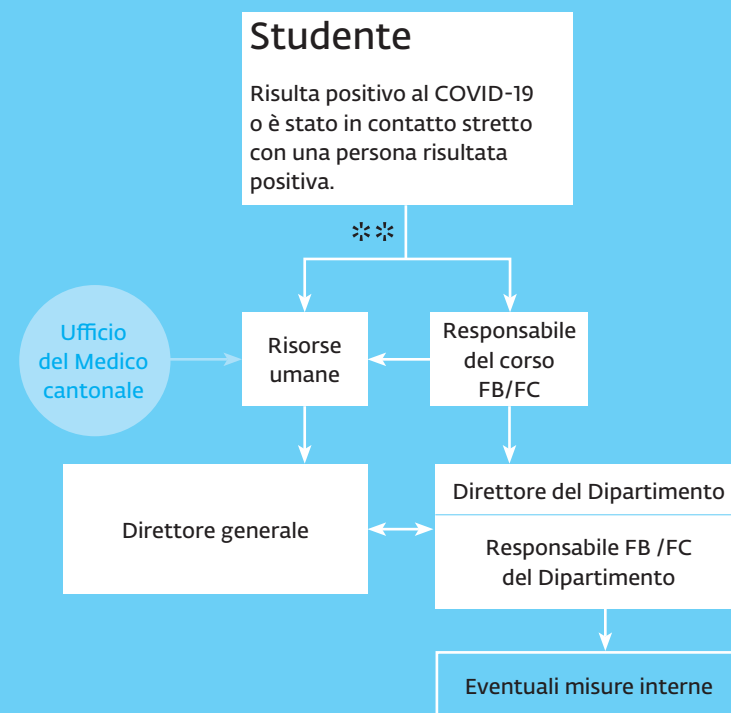 Studente
Risulta positivo al COVID-19
o è stato in contatto stretto
con una persona risultata
positiva.
**
Ufficio
del Medico
cantonale
Risorse
umane
Responsabile
del corso
FB/FC
Direttore generale
Direttore del Dipartimento
Responsabile FB /FC
del Dipartimento
Eventuali misure interne